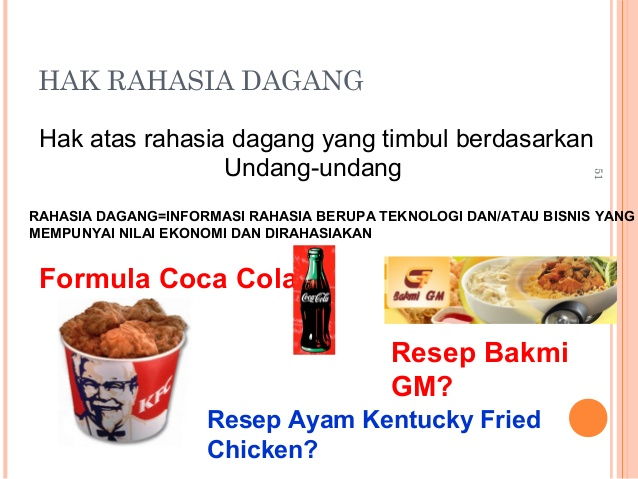 HAK RAHASIA DAGANG
Hak atas rahasia dagang yang timbul berdasarkan
Undang-undang
51
RAHASIA DAGANG=INFORMASI RAHASIA BERUPA TEKNOLOGI DAN/ATAU BISNIS YANG
MEMPUNYAI NILAI EKONOMI DAN DIRAHASIAKAN
Formula Coca Cola
Coca-Cola
Bakmi GM
KFC
Resep Bakmi
GM?
Resep Ayam Kentucky Fried
Chicken?